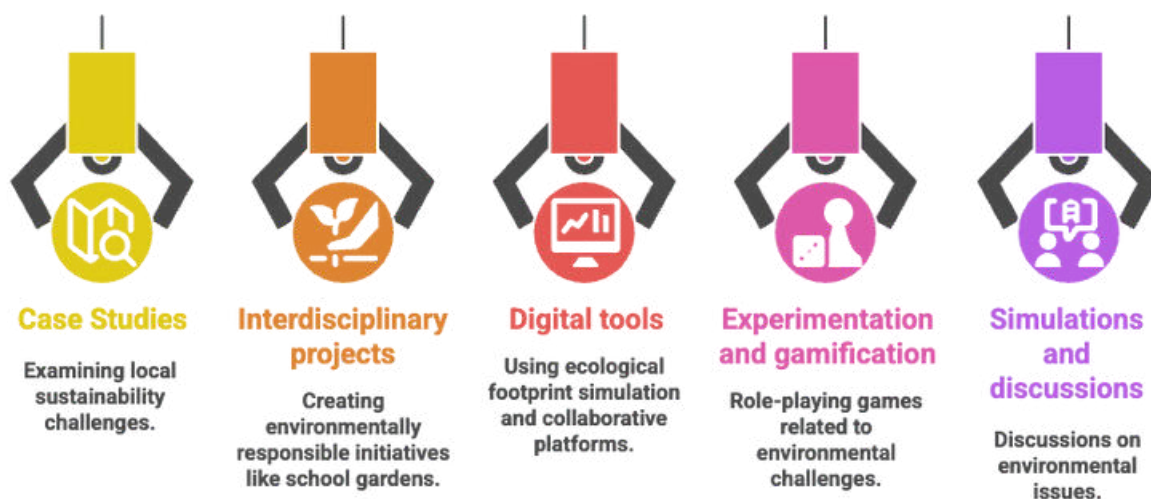 Case Studies
Examining local
sustainability
challenges.
Interdisciplinary
projects
Creating
environmentally
responsible initiatives
like school gardens.
Digital tools
Using ecological
footprint simulation
and collaborative
platforms.
Experimentation
and gamification
Role-playing games
related to
environmental
challenges.
Simulations
and
discussions
Discussions on
environmental
issues.